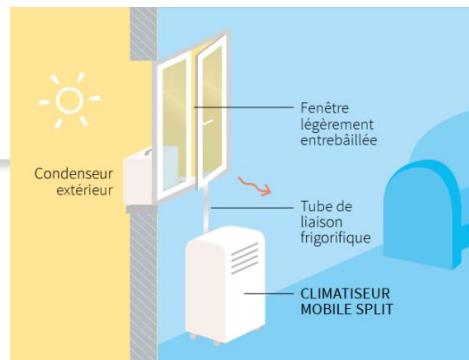 Fenêtre
légèrement
entrebâillée
Condenseur
extérieur
Tube de
liaison
frigorifique
CLIMATISEUR
MOBILE SPLIT